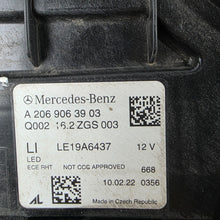 Mercedes-Benz
A 206 906 39 03
Q002 16.2 ZGS 003
LI LE19A6437 12 V
LED
ECE RHT NOT CCC APPROVED 668
10.02.22 0356
AL Made in Czech Republic